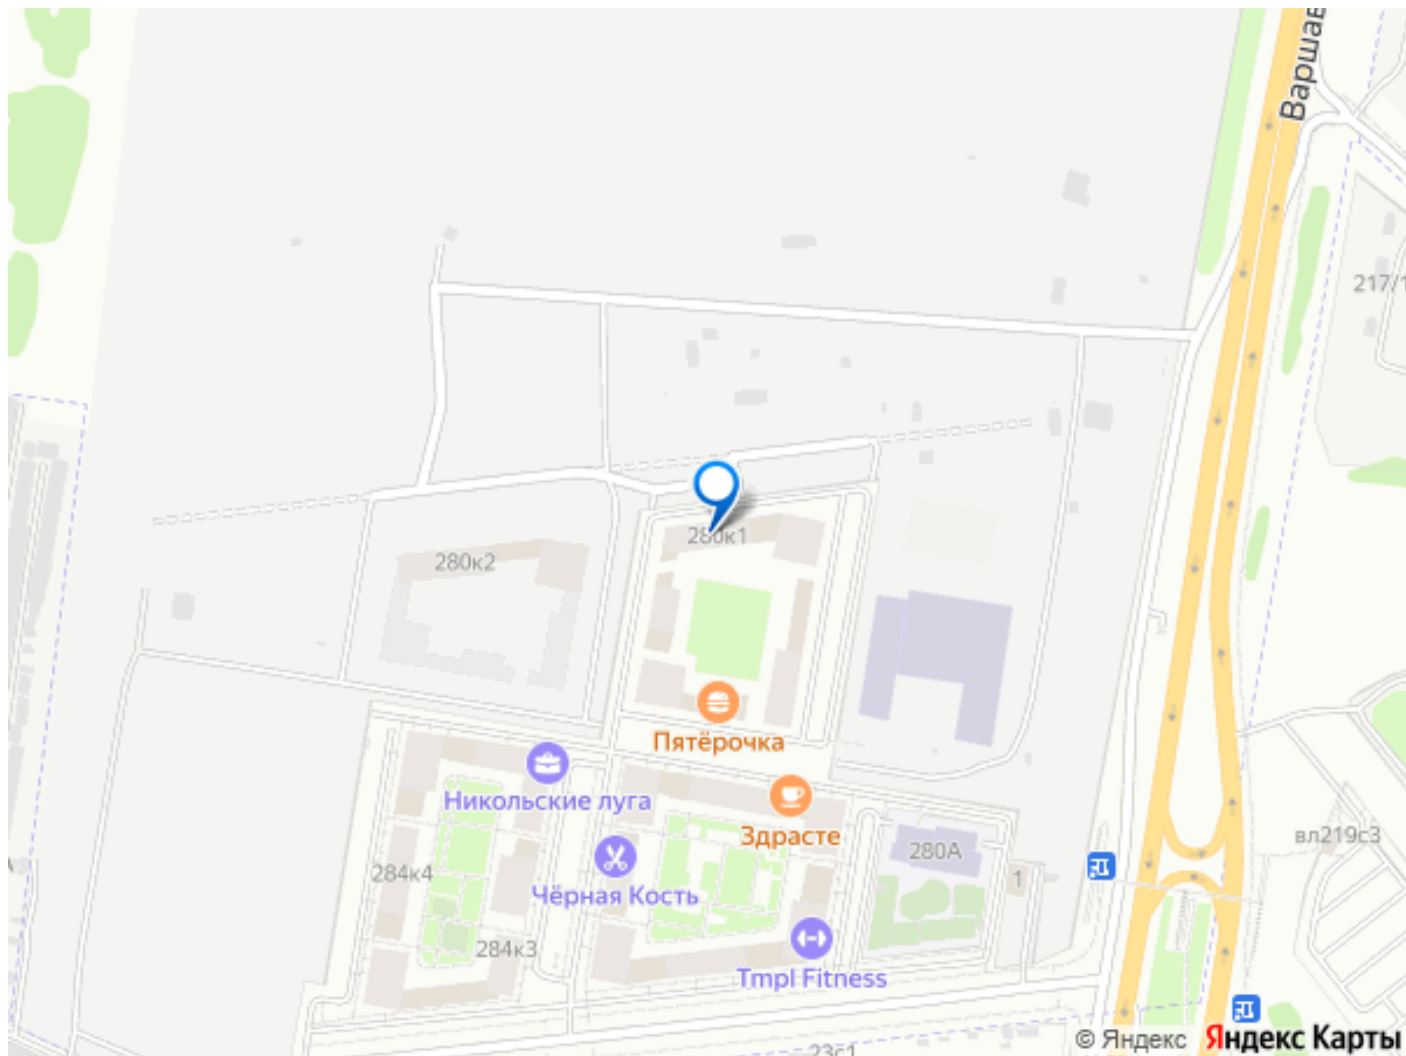 Варшав
217/1
280к1
280к2
Пятёрочка
Никольские луга
Здрасте
280А
вл219с3
284к4
Чёрная Кость
1
284к3
Tmpl Fitness
23с1
© Яндекс Яндекс Карты